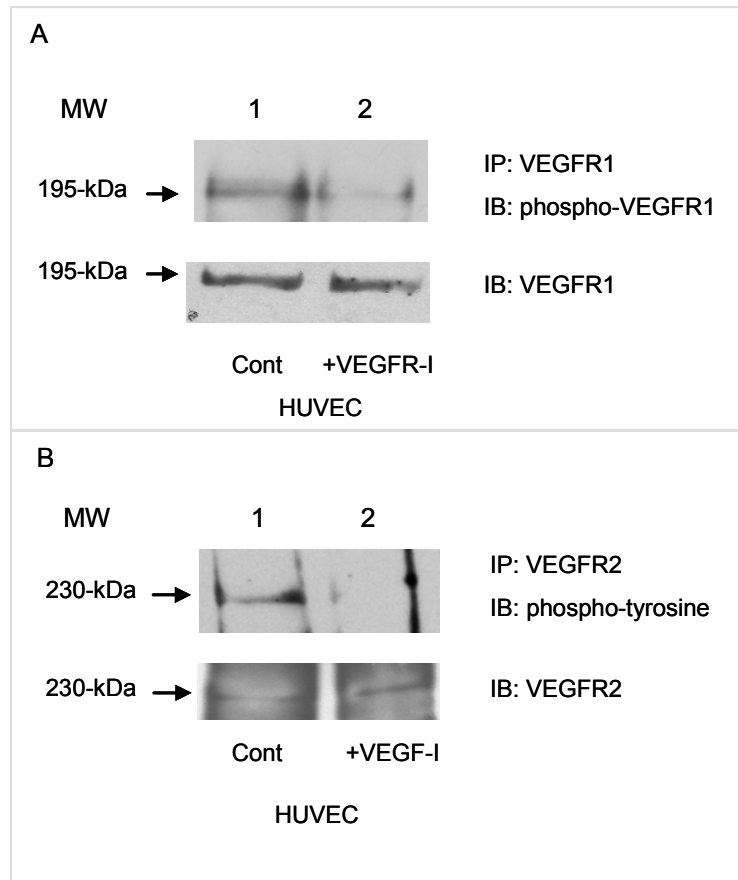 A
MW 1 2
195-kDa
IP: VEGFR1
IB: phospho-VEGFR1
195-kDa
IB: VEGFR1
Cont +VEGFR-I
HUVEC
B
MW 1 2
230-kDa
IP: VEGFR2
IB: phospho-tyrosine
230-kDa
IB: VEGFR2
Cont +VEGF-I
HUVEC